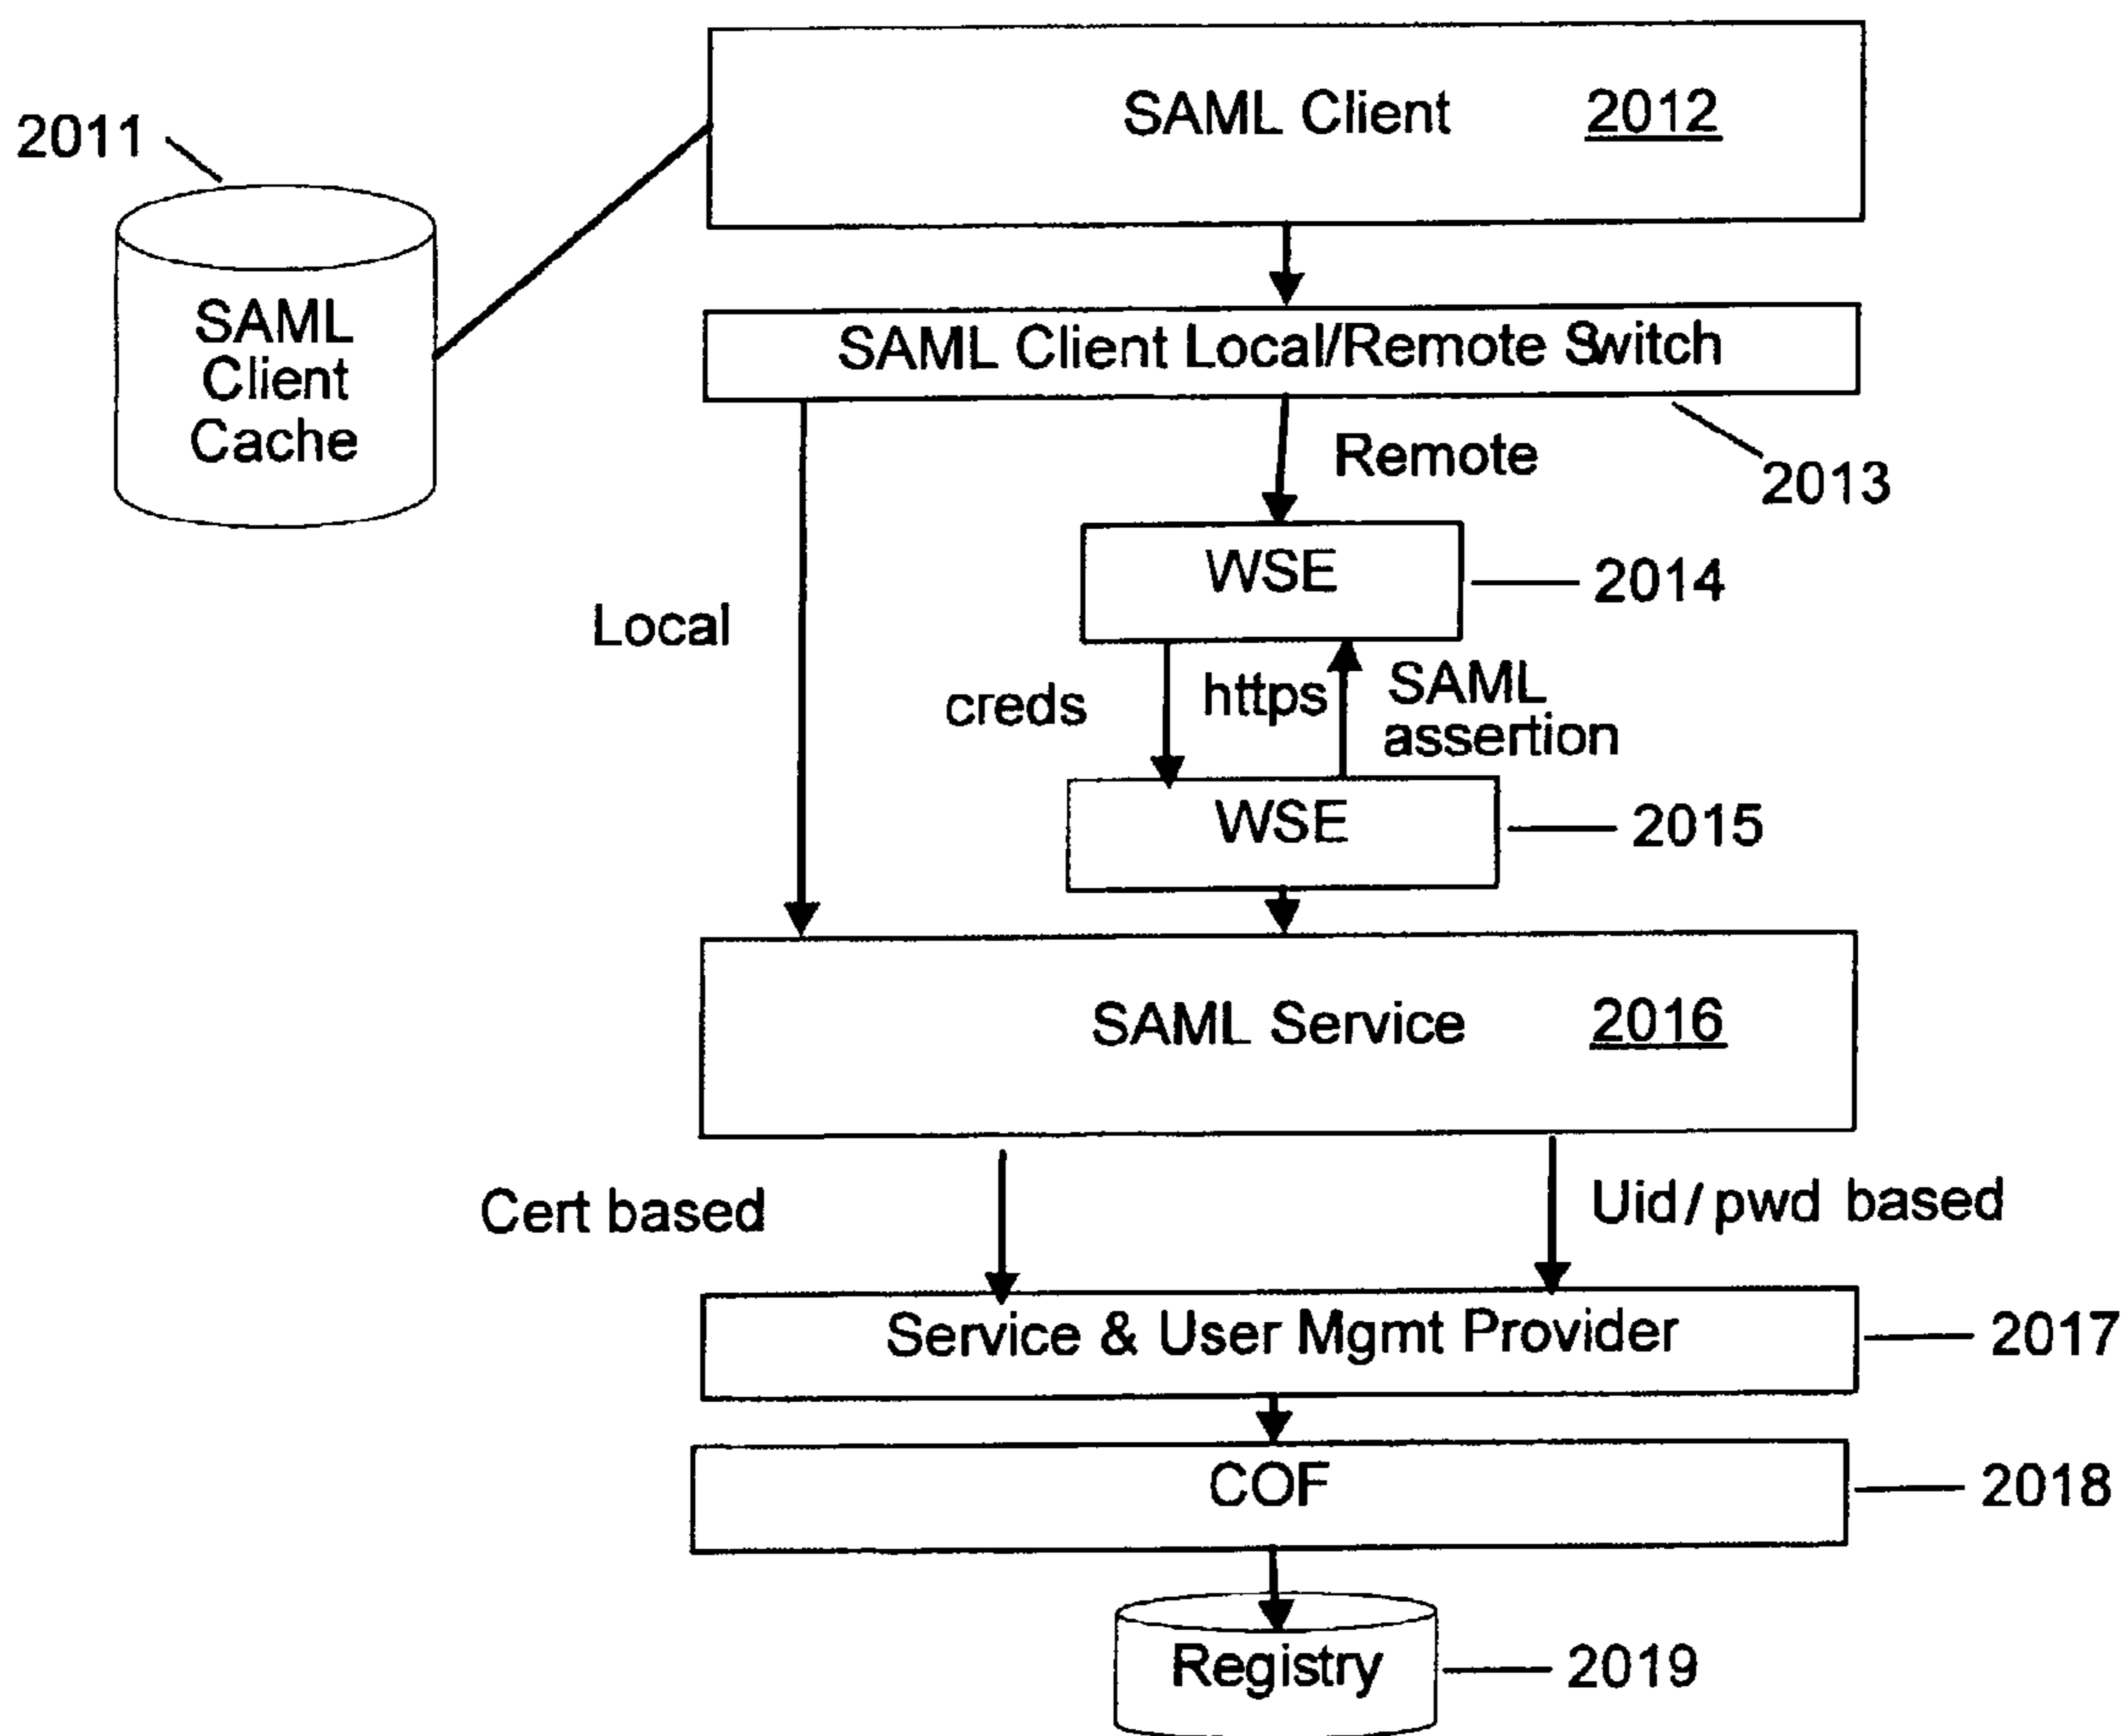 SAML Client 2012
2011
SAML
Client
Cache
SAML Client Local/Remote Switch
Remote
2013
WSE
2014
Local
creds
https
SAML
assertion
WSE
2015
SAML Service 2016
Cert based
Uid/pwd based
Service & User Mgmt Provider
2017
COF
2018
Registry
2019